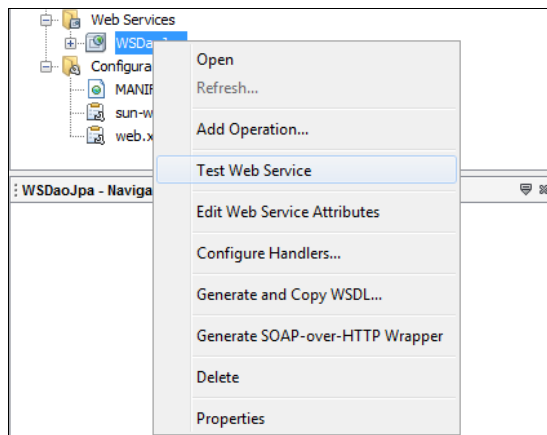 Web Services
WSDaoJpa
Configura
MANIF
sun-w
web.x
Open
Refresh...
Add Operation...
Test Web Service
Edit Web Service Attributes
Configure Handlers...
Generate and Copy WSDL...
Generate SOAP-over-HTTP Wrapper
Delete
Properties
WSDaoJpa - Naviga